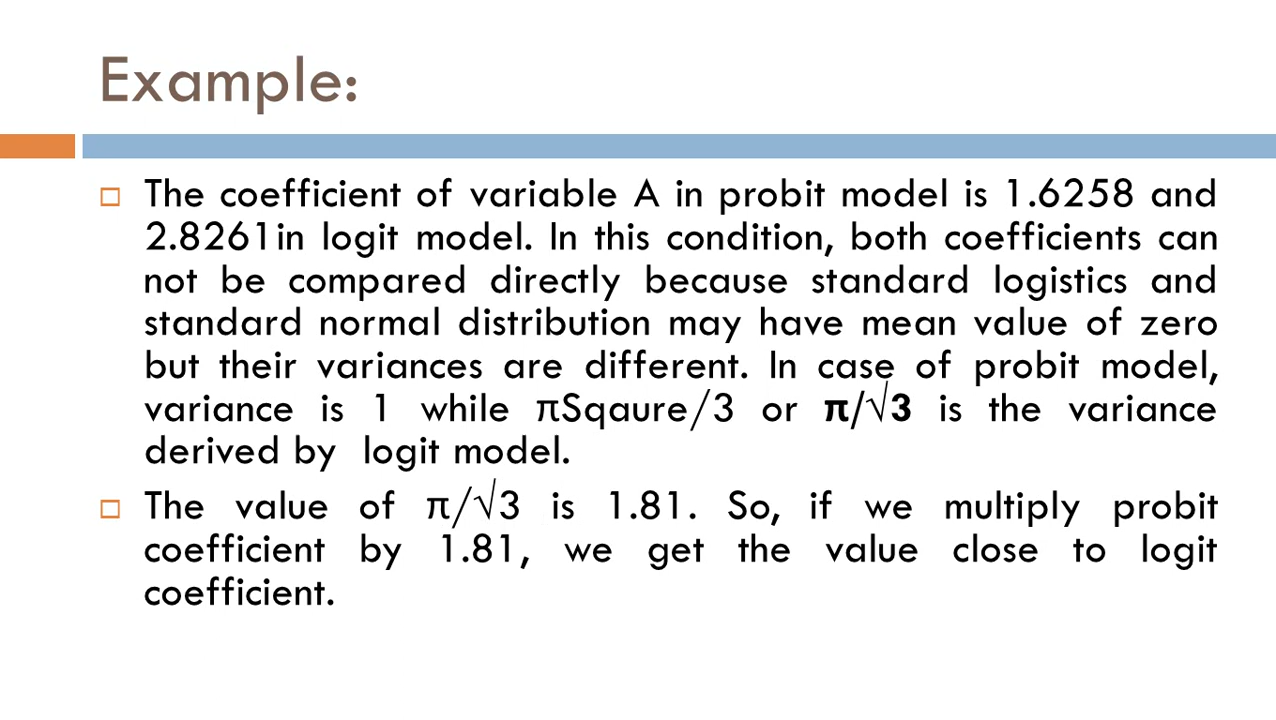 Example:
The coefficient of variable A in probit model is 1.6258 and
2.8261in logit model. In this condition, both coefficients can
not be compared directly because standard logistics and
standard normal distribution may have mean value of zero
but their variances are different. In case of probit model,
variance is 1 while πSqaure/3 or π/√3 is the variance
derived by logit model.
The value of π/√3 is 1.81. So, if we multiply probit
coefficient by 1.81, we get the value close to logit
coefficient.